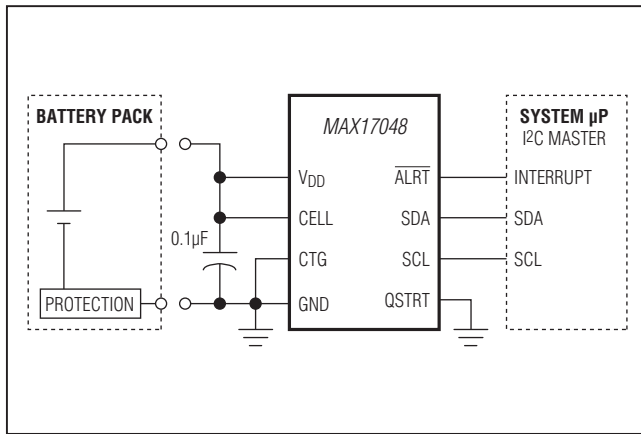 BATTERY PACK
PROTECTION
0.1µF
MAX17048
VDD
CELL
CTG
GND
ALRT
SDA
SCL
QSTRT
SYSTEM µP
I2C MASTER
INTERRUPT
SDA
SCL